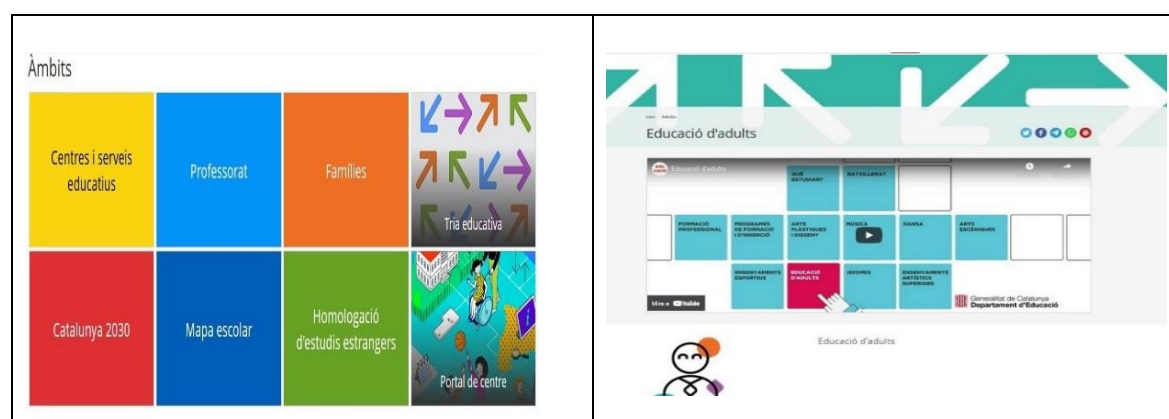 Àmbits
Centres i serveis
educatius
Professorat
Famílies
Tria educativa
Catalunya 2030
Mapa escolar
Homologació
d'estudis estrangers
Portal de centre
Inici Adults
Educació d'adults
Educació d'adults
QUÈ
ESTUDIAR?
BATXILLERAT
FORMACIÓ
PROFESSIONAL
PROGRAMES
DE FORMACIÓ
I D'INSERCIÓ
ARTS
PLÀSTIQUES
I DISSENY
MÚSICA
DANSA
ARTS
ESCÈNIQUES
ENSENYAMENTS
ESPORTIUS
EDUCACIÓ
D'ADULTS
IDIOMES
ENSENYAMENTS
ARTÍSTICS
SUPERIORS
Mira a YouTube
Generalitat de Catalunya
Departament d'Educació
Educació d'adults